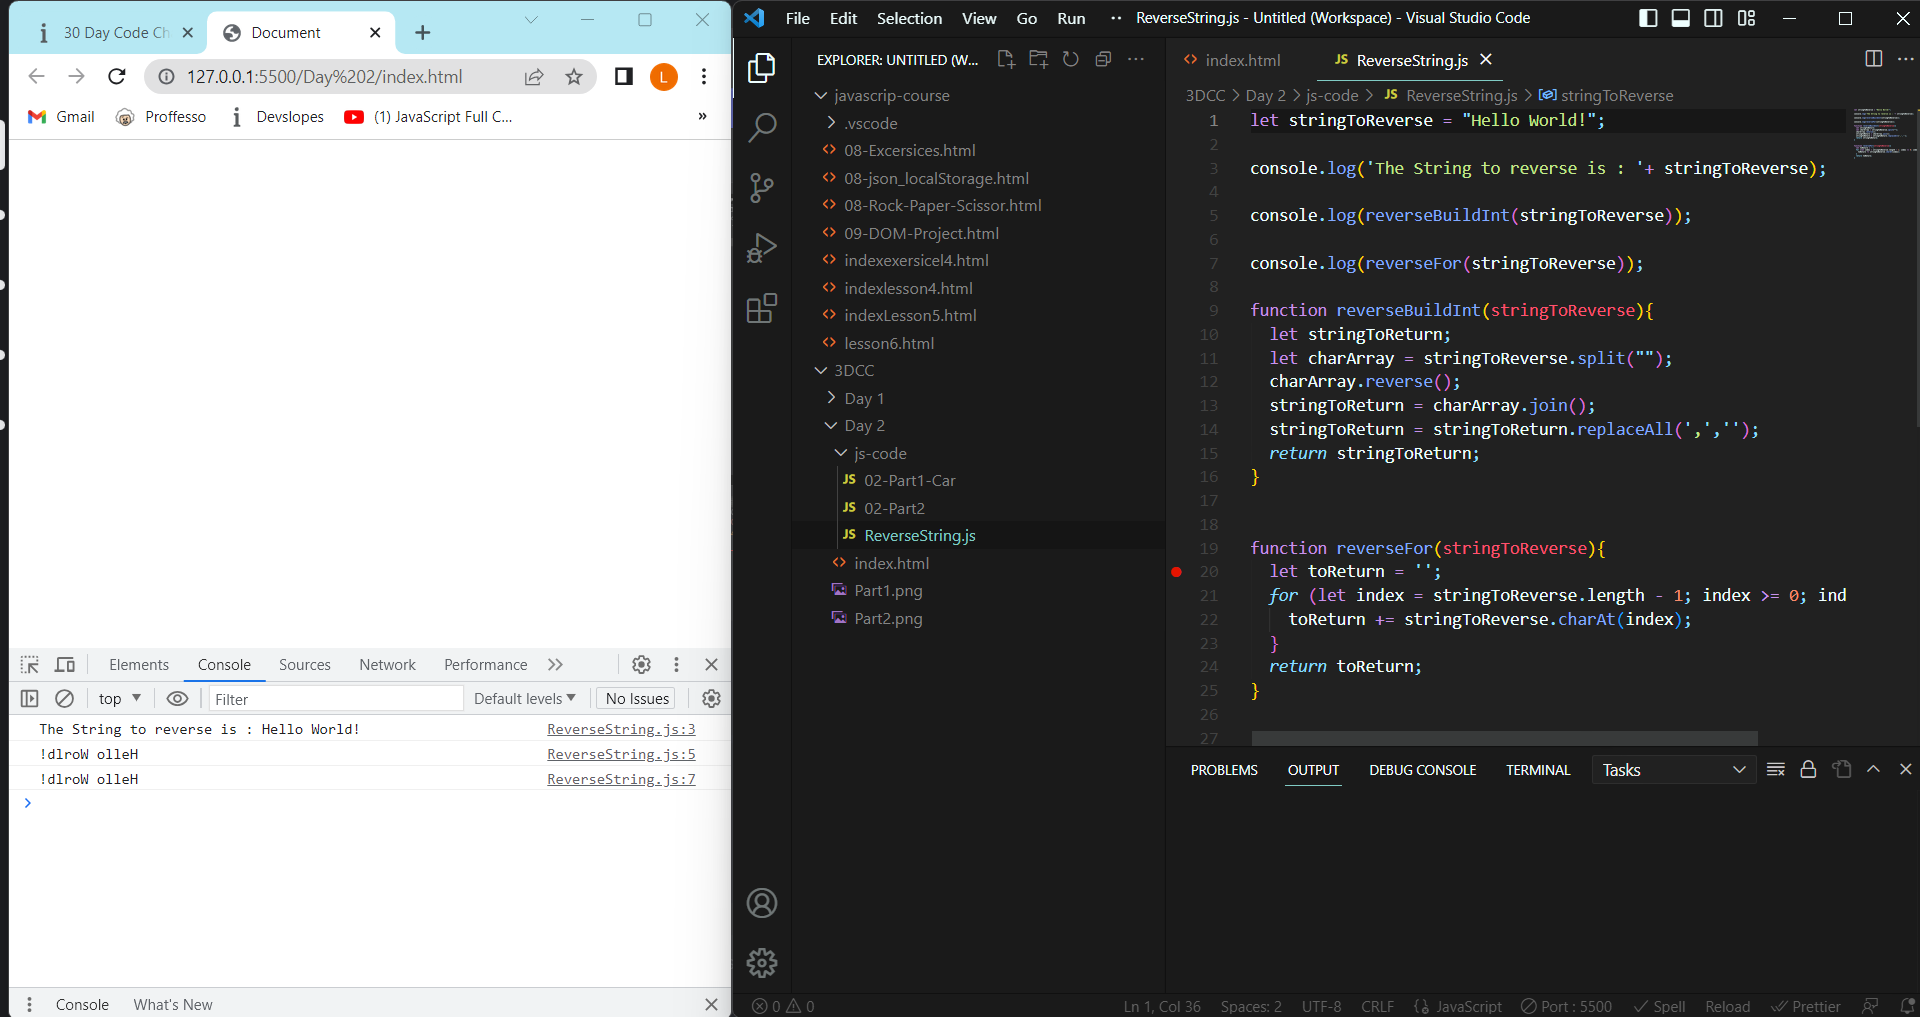 30 Day Code Ch
Document
127.0.0.1:5500/Day%202/index.html
L
Gmail
Proffesso
Devslopes
(1) JavaScript Full C...
»
Elements
Console
Sources
Network
Performance
top
Filter
Default levels
No Issues
The String to reverse is : Hello World!
ReverseString.js:3
!dlroW olleH
ReverseString.js:5
!dlroW olleH
ReverseString.js:7
Console
What's New
File
Edit
Selection
View
Go
Run
ReverseString.js - Untitled (Workspace) - Visual Studio Code
EXPLORER: UNTITLED (W...
javascrip-course
.vscode
08-Excersices.html
08-json_localStorage.html
08-Rock-Paper-Scissor.html
09-DOM-Project.html
indexexersicel4.html
indexlesson4.html
indexLesson5.html
lesson6.html
3DCC
Day 1
Day 2
js-code
JS 02-Part1-Car
JS 02-Part2
JS ReverseString.js
index.html
Part1.png
Part2.png
index.html
JS ReverseString.js
3DCC > Day 2 > js-code > JS ReverseString.js > stringToReverse
1 let stringToReverse = "Hello World!";
2
3 console.log('The String to reverse is : '+ stringToReverse);
4
5 console.log(reverseBuildInt(stringToReverse));
6
7 console.log(reverseFor(stringToReverse));
8
9 function reverseBuildInt(stringToReverse){
10 let stringToReturn;
11 let charArray = stringToReverse.split("");
12 charArray.reverse();
13 stringToReturn = charArray.join();
14 stringToReturn = stringToReturn.replaceAll(',','');
15 return stringToReturn;
16 }
17
18
19 function reverseFor(stringToReverse){
20 let toReturn = '';
21 for (let index = stringToReverse.length - 1; index >= 0; ind
22 toReturn += stringToReverse.charAt(index);
23 }
24 return toReturn;
25 }
26
27
PROBLEMS
OUTPUT
DEBUG CONSOLE
TERMINAL
Tasks
0 0
Ln 1, Col 36
Spaces: 2
UTF-8
CRLF
{} JavaScript
Port : 5500
Spell
Reload
Prettier